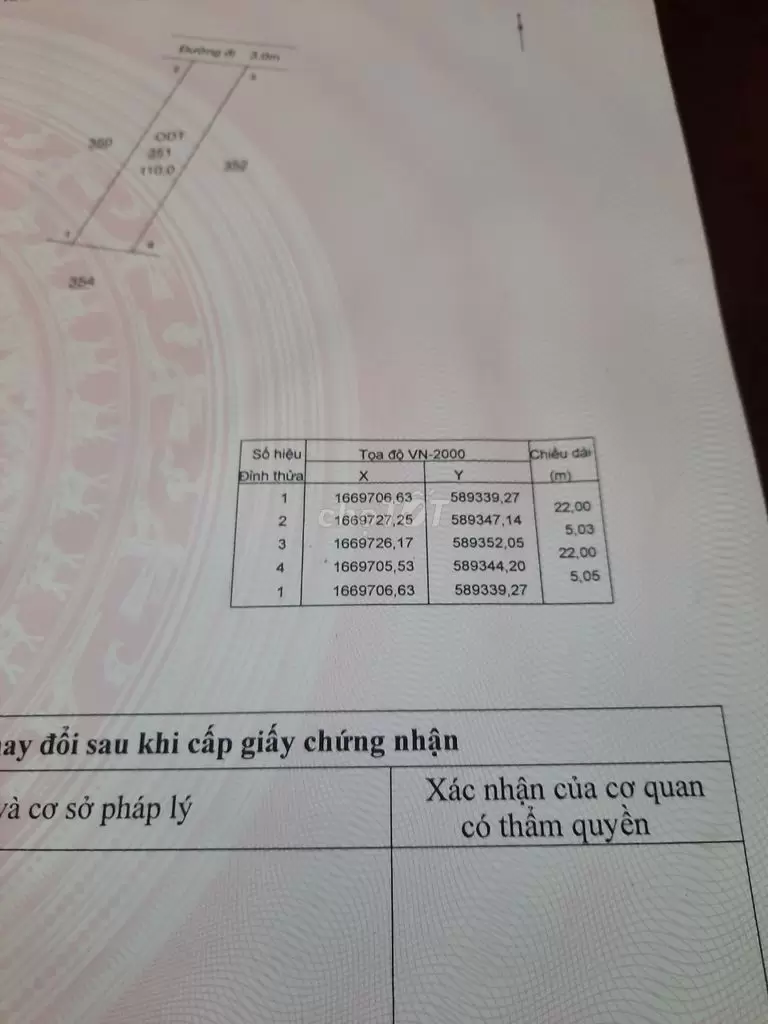 Đường đi 3.0m
2
3
350
ODT
351
110.0
352
1
4
354
Số hiệu Tọa độ VN-2000 Chiều dài
Đỉnh thửa X Y (m)
1 1669706,63 589339,27
22,00
2 1669727,25 589347,14
5,03
3 1669726,17 589352,05
22,00
4 1669705,53 589344,20
5,05
1 1669706,63 589339,27
chợTỐT
ay đổi sau khi cấp giấy chứng nhận
và cơ sở pháp lý
Xác nhận của cơ quan
có thẩm quyền